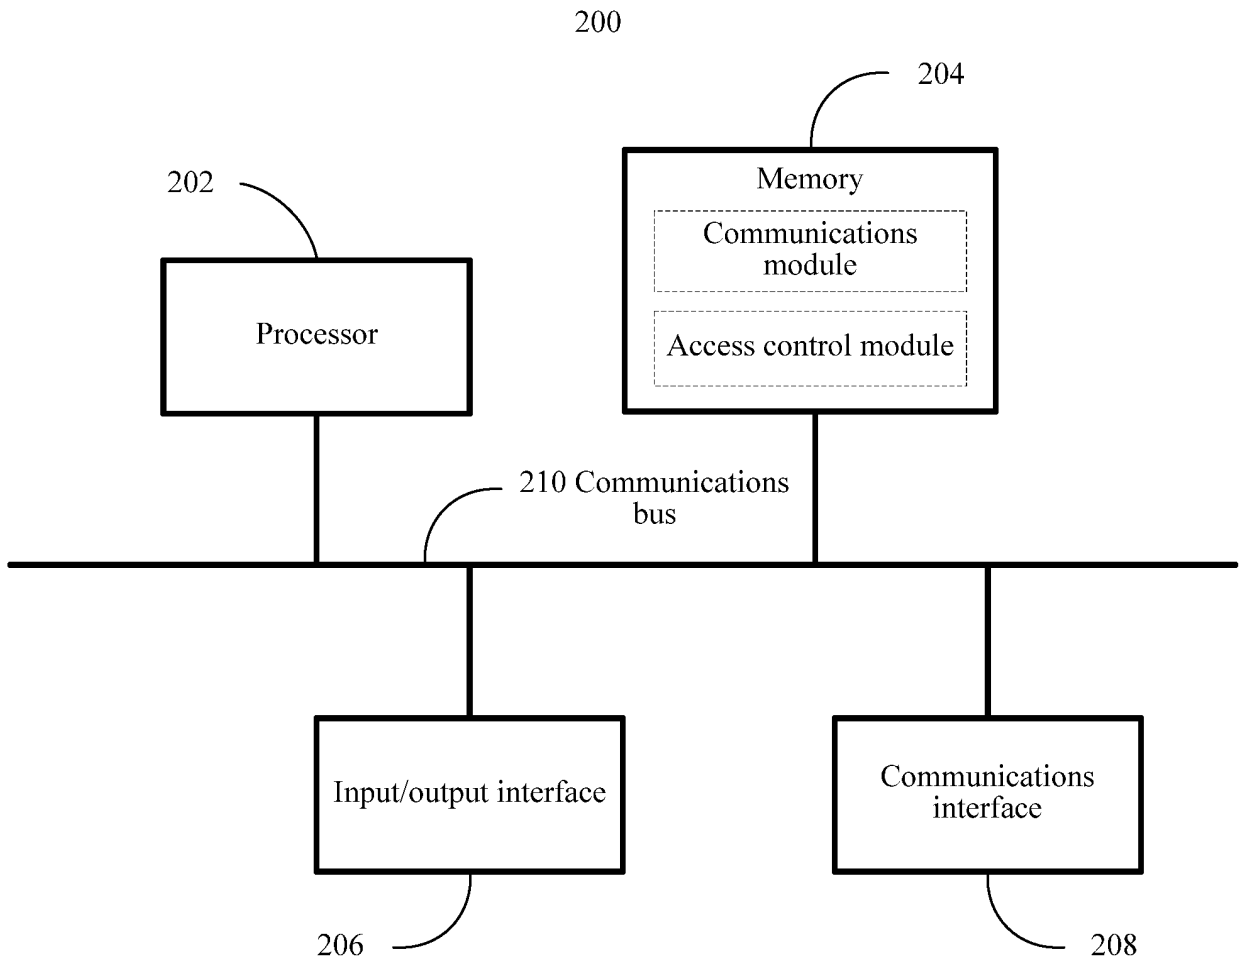 200
204
202
Memory
Communications
module
Processor
Access control module
210 Communications
bus
Input/output interface
Communications
interface
206
208